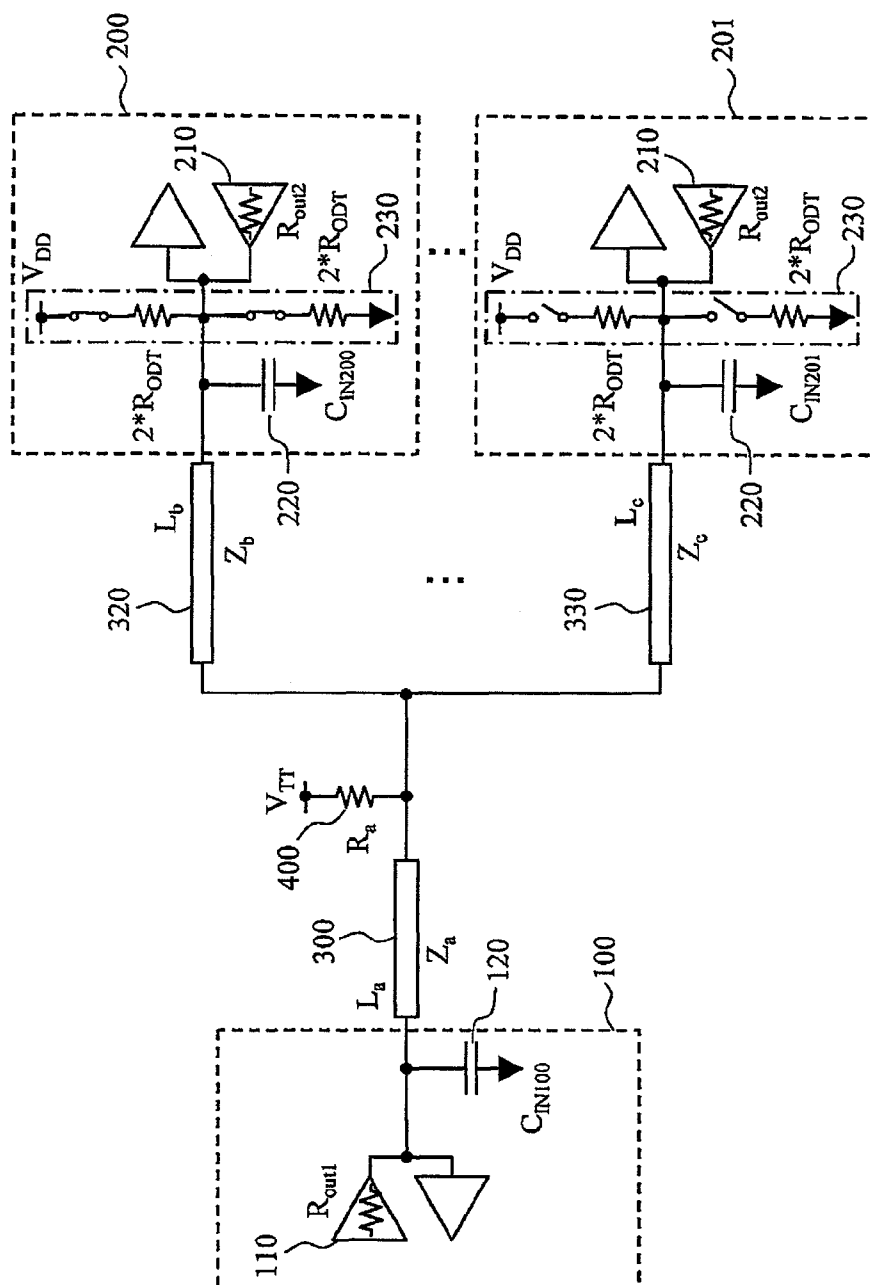 200
210
V_DD
R_out2
2*R_ODT
230
2*R_ODT
C_IN200
220
L_b
Z_b
320
...
201
210
V_DD
R_out2
2*R_ODT
230
2*R_ODT
C_IN201
220
L_c
Z_c
330
...
V_TT
400
R_a
300
L_a
Z_a
120
100
C_IN100
R_out1
110